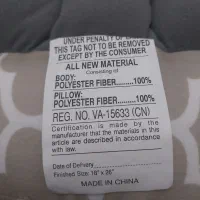 UNDER PENALTY OF
THIS TAG NOT TO BE REMOVED
EXCEPT BY THE CONSUMER
ALL NEW MATERIAL
Consisting of
BODY:
POLYESTER FIBER.........100%
PILLOW:
POLYESTER FIBER.........100%
REG. NO. VA-15633 (CN)
Certification is made by the
manufacturer that the materials in this
article are described in accordance
with law.
Date of Delivery
Finished Size: 16" x 25"
MADE IN CHINA